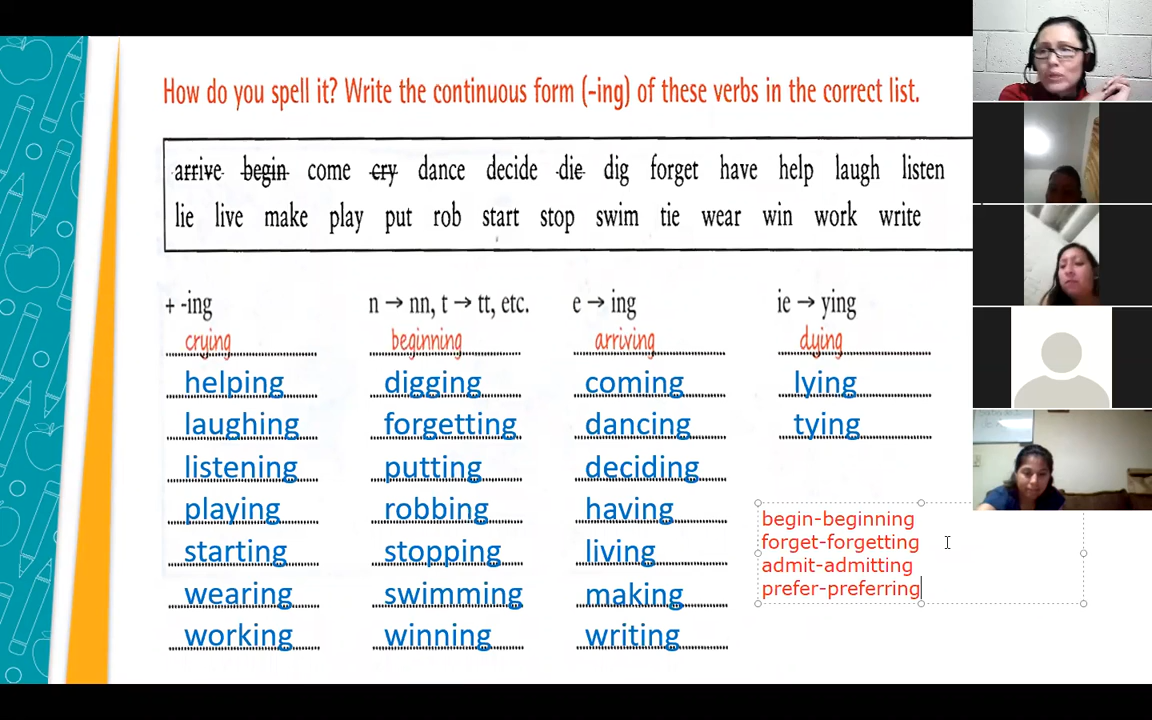 How do you spell it? Write the continuous form (-ing) of these verbs in the correct list.
arrive begin come cry dance decide die dig forget have help laugh listen
lie live make play put rob start stop swim tie wear win work write
+ -ing
crying
helping
laughing
listening
playing
starting
wearing
working
n → nn, t → tt, etc.
beginning
digging
forgetting
putting
robbing
stopping
swimming
winning
e → ing
arriving
coming
dancing
deciding
having
living
making
writing
ie → ying
dying
lying
tying
begin-beginning
forget-forgetting
admit-admitting
prefer-preferring